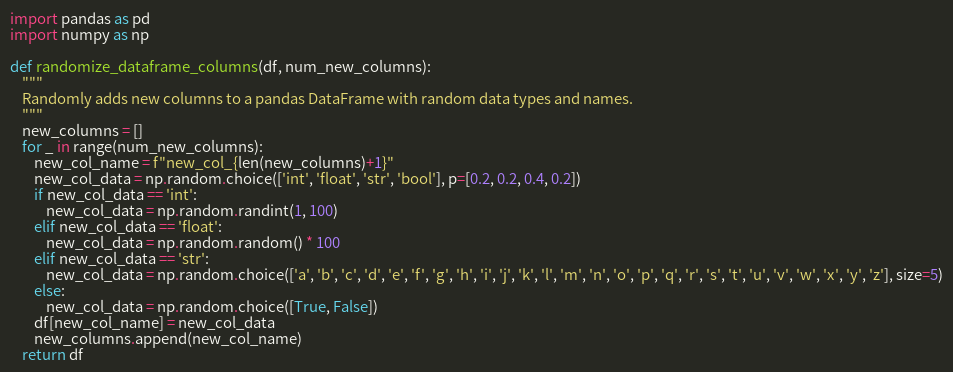 import pandas as pd
import numpy as np

def randomize_dataframe_columns(df, num_new_columns):
    """
    Randomly adds new columns to a pandas DataFrame with random data types and names.
    """
    new_columns = []
    for _ in range(num_new_columns):
        new_col_name = f"new_col_{len(new_columns)+1}"
        new_col_data = np.random.choice(['int', 'float', 'str', 'bool'], p=[0.2, 0.2, 0.4, 0.2])
        if new_col_data == 'int':
            new_col_data = np.random.randint(1, 100)
        elif new_col_data == 'float':
            new_col_data = np.random.random() * 100
        elif new_col_data == 'str':
            new_col_data = np.random.choice(['a', 'b', 'c', 'd', 'e', 'f', 'g', 'h', 'i', 'j', 'k', 'l', 'm', 'n', 'o', 'p', 'q', 'r', 's', 't', 'u', 'v', 'w', 'x', 'y', 'z'], size=5)
        else:
            new_col_data = np.random.choice([True, False])
        df[new_col_name] = new_col_data
        new_columns.append(new_col_name)
    return df